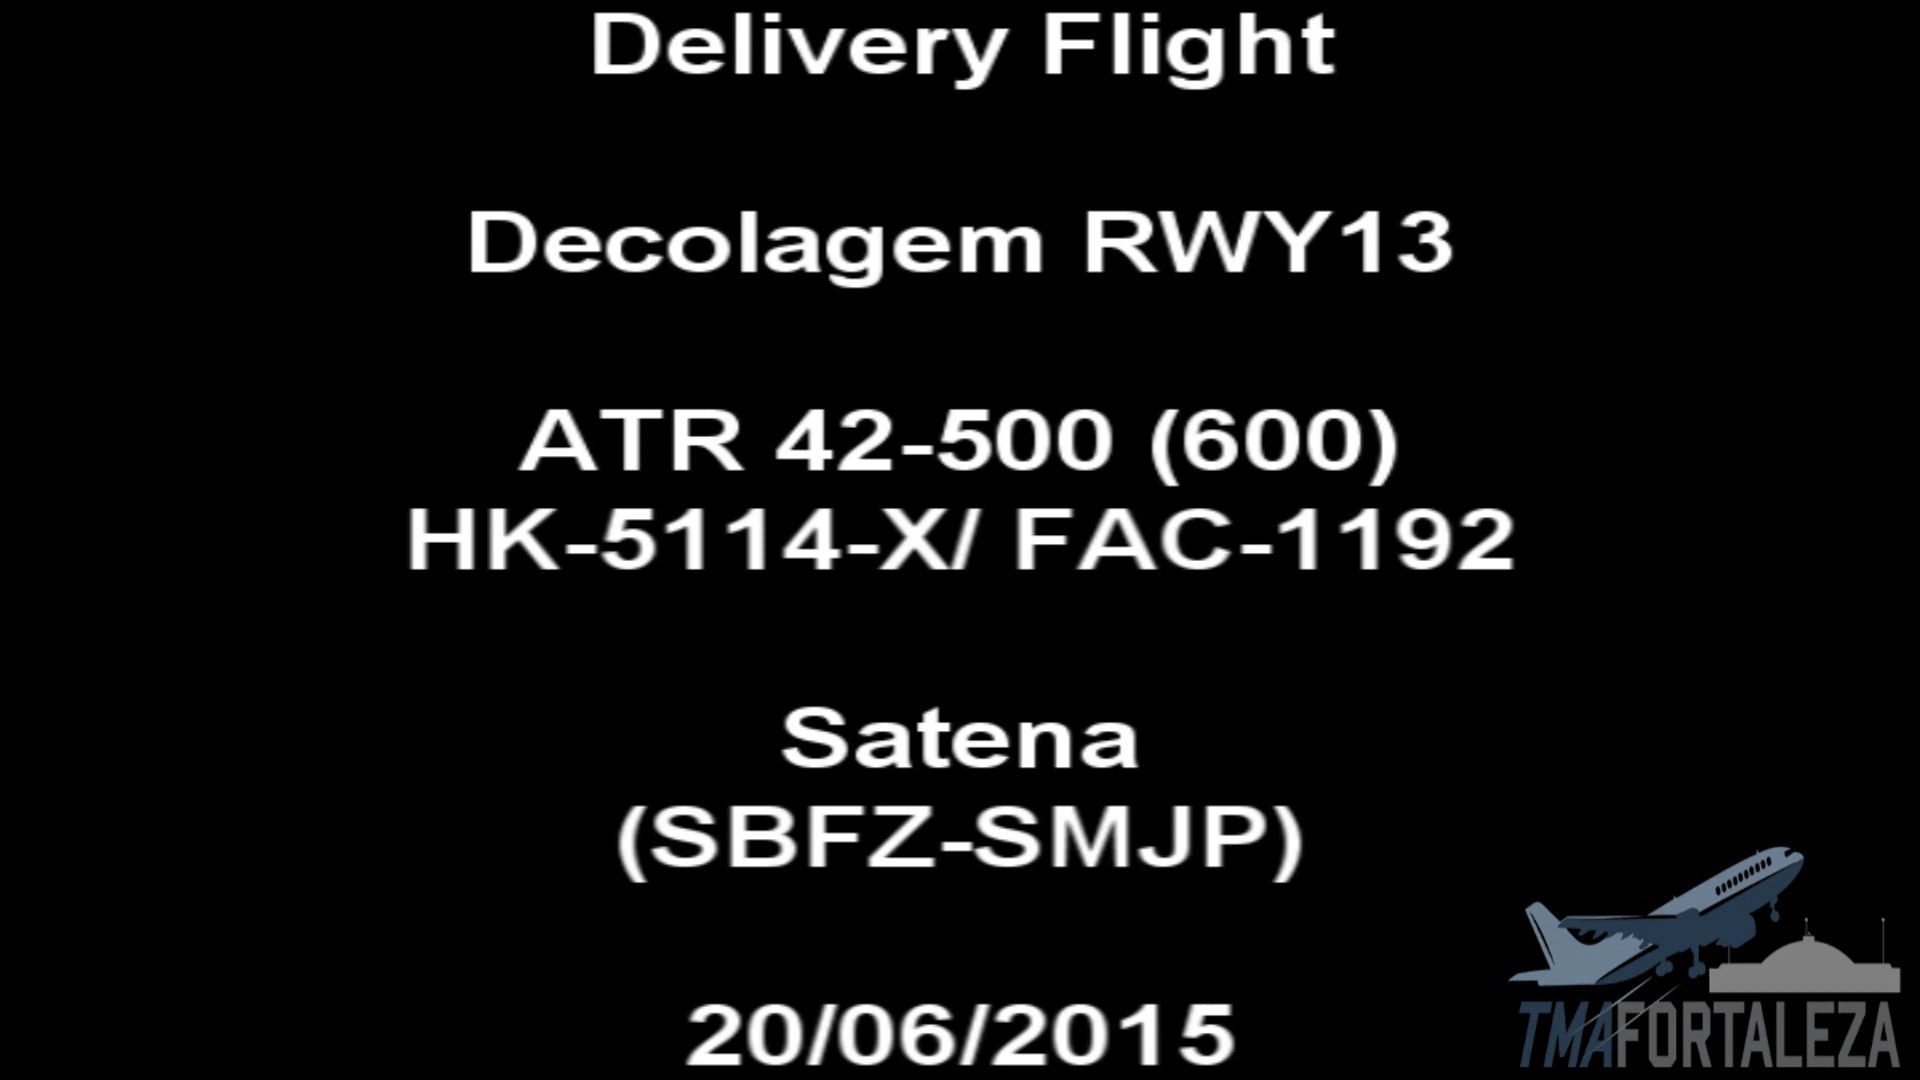 Delivery Flight
Decolagem RWY13
ATR 42-500 (600)
HK-5114-X/ FAC-1192
Satena
(SBFZ-SMJP)
20/06/2015
TMAFORTALEZA